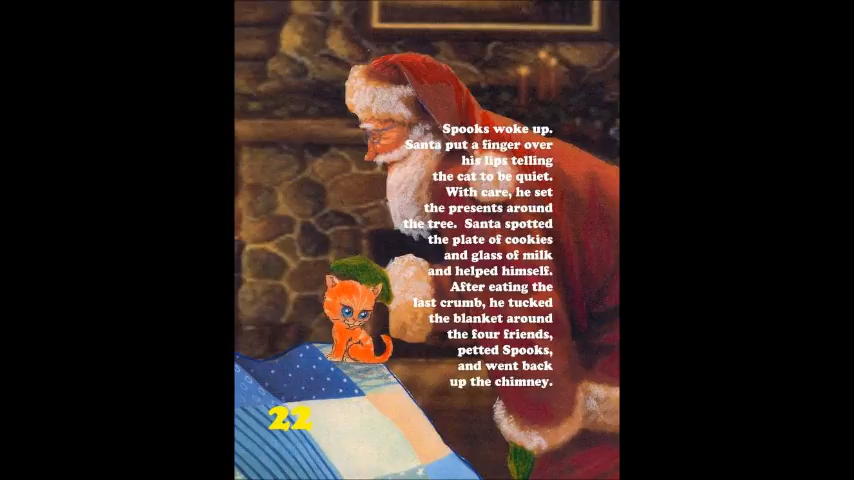 Spooks woke up.
Santa put a finger over
his lips telling
the cat to be quiet.
With care, he set
the presents around
the tree.  Santa spotted
the plate of cookies
and glass of milk
and helped himself.
After eating the
last crumb, he tucked
the blanket around
the four friends,
petted Spooks,
and went back
up the chimney.
22